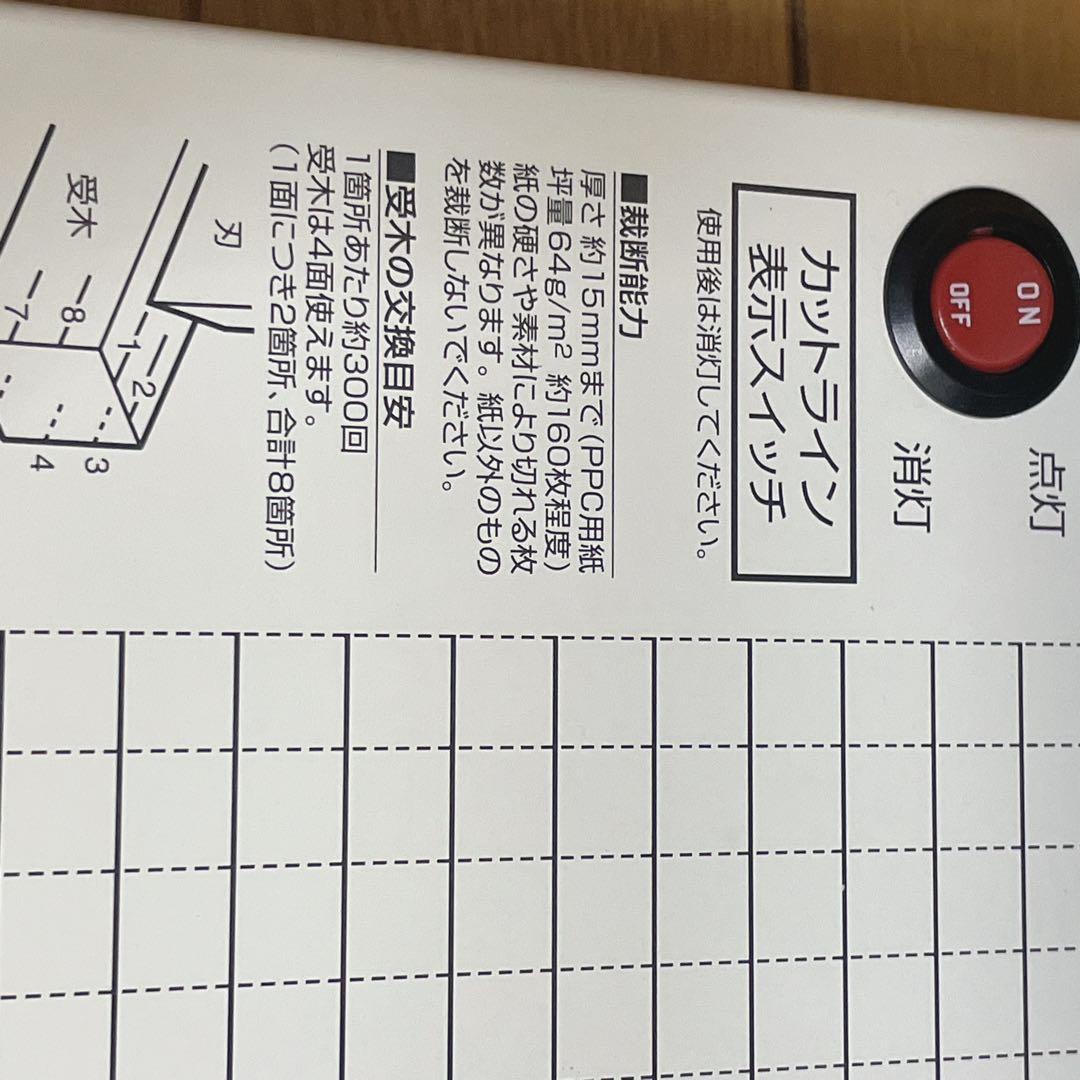 ON
OFF
点灯
消灯
カットライン
表示スイッチ
使用後は消灯してください。
■裁断能力
厚さ 約15mmまで(PPC用紙
坪量64g/m² 約160枚程度)
紙の硬さや素材により切れる枚
数が異なります。紙以外のもの
を裁断しないでください。
■受木の交換目安
1箇所あたり約300回
受木は4面使えます。
(1面につき2箇所、合計8箇所)
刃
受木
1
2
8
7
3
4